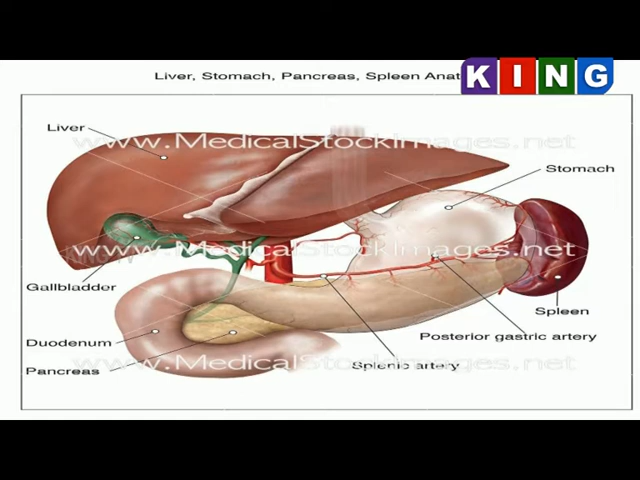 Liver, Stomach, Pancreas, Spleen
KING
Liver
www.MedicalStockImages.net
Stomach
www.MedicalStockImages.net
Gallbladder
Spleen
Posterior gastric artery
Duodenum
www.MedicalStockImages.net
Splenic artery
Pancreas